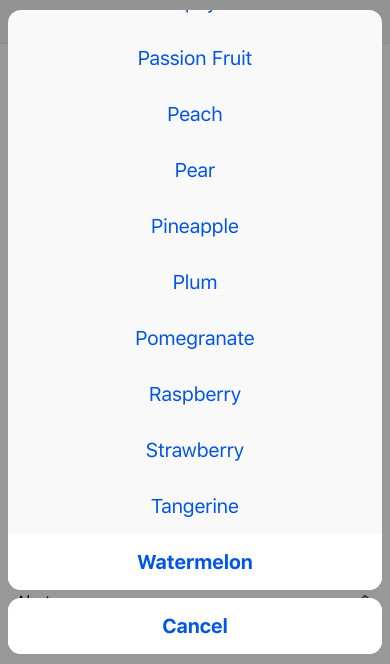 Passion Fruit
Peach
Pear
Pineapple
Plum
Pomegranate
Raspberry
Strawberry
Tangerine
Watermelon
Cancel